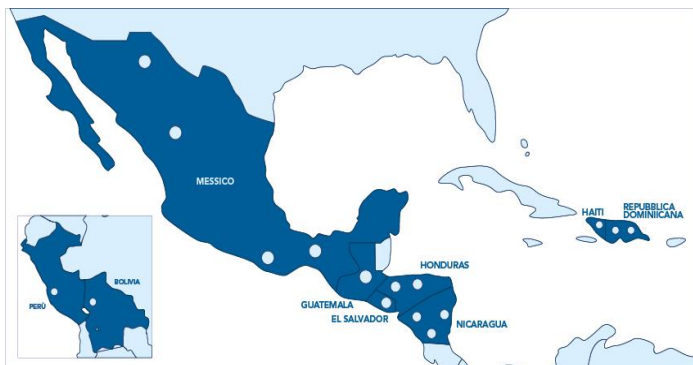 MESSICO
HAITI
REPUBBLICA
DOMINICANA
HONDURAS
GUATEMALA
EL SALVADOR
NICARAGUA
BOLIVIA
PERÙ